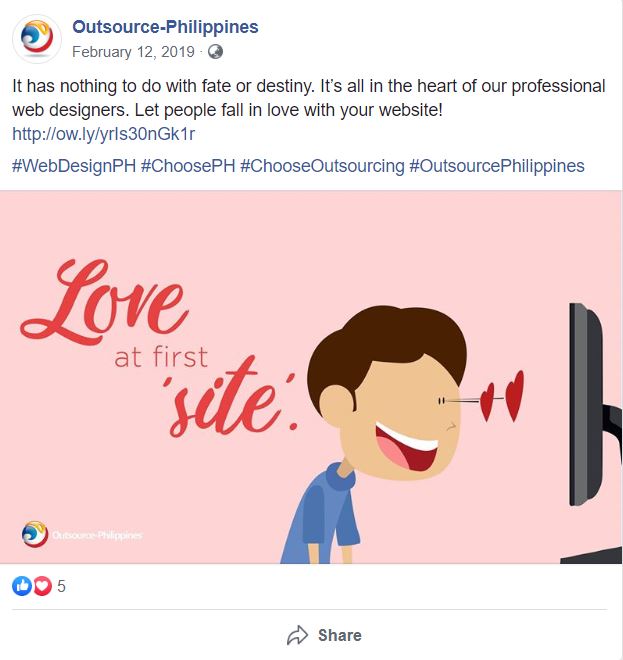 Outsource-Philippines
February 12, 2019 ·
It has nothing to do with fate or destiny. It's all in the heart of our professional
web designers. Let people fall in love with your website!
http://ow.ly/yrIs30nGk1r
#WebDesignPH #ChoosePH #ChooseOutsourcing #OutsourcePhilippines
Love
at first
'site'.
Outsource-Philippines
5
Share